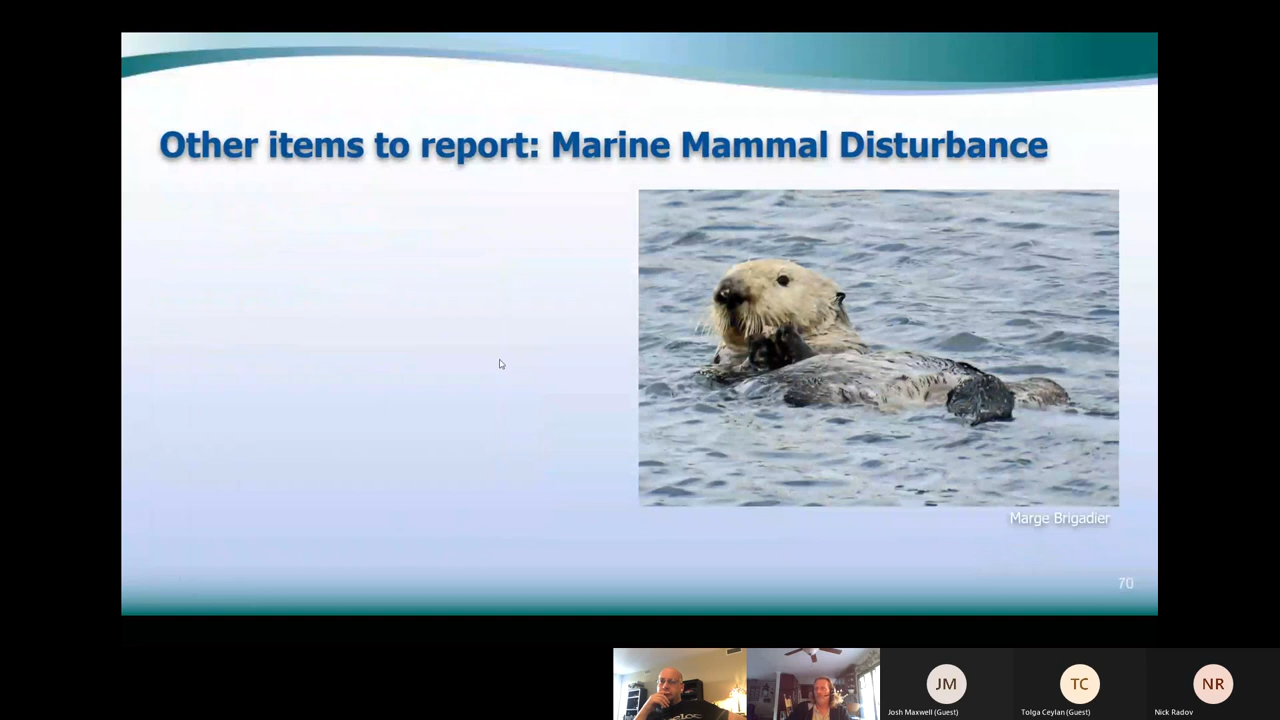 Other items to report: Marine Mammal Disturbance
Marge Brigadier
70
JM
TC
NR
Josh Maxwell (Guest)
Tolga Ceylan (Guest)
Nick Radov